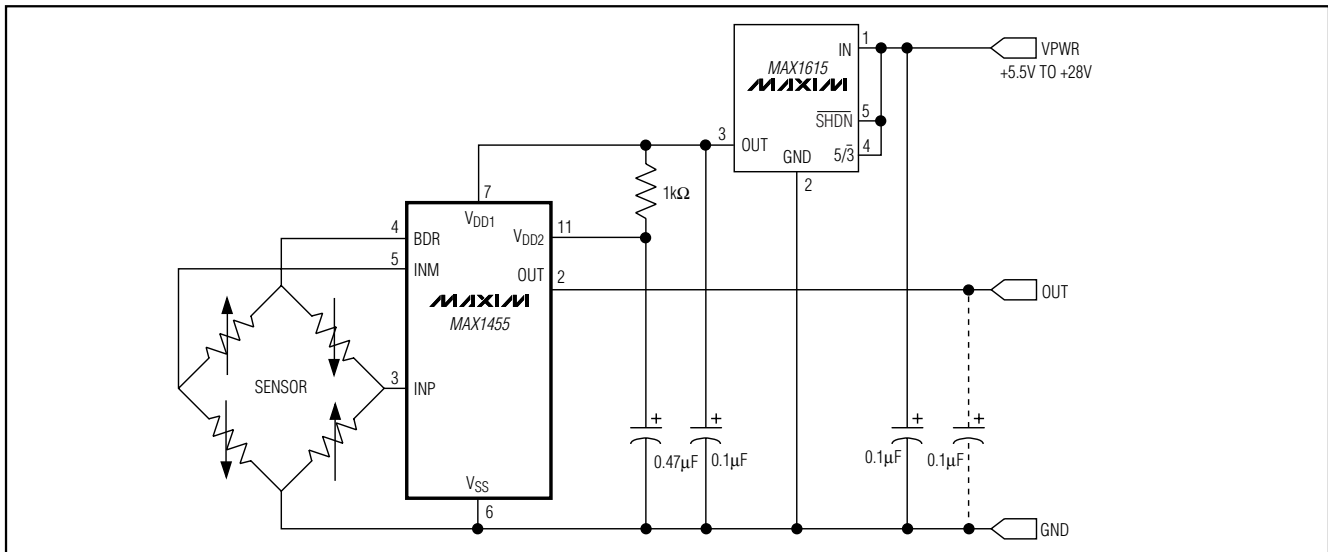 1
IN
VPWR
MAX1615
MAXIM
+5.5V TO +28V
SHDN
5
3
OUT
5/3
4
GND
2
1kΩ
7
VDD1
4
BDR
VDD2
11
5
INM
OUT
2
OUT
MAXIM
MAX1455
SENSOR
3
INP
+
+
+
+
0.47µF
0.1µF
0.1µF
0.1µF
VSS
6
GND